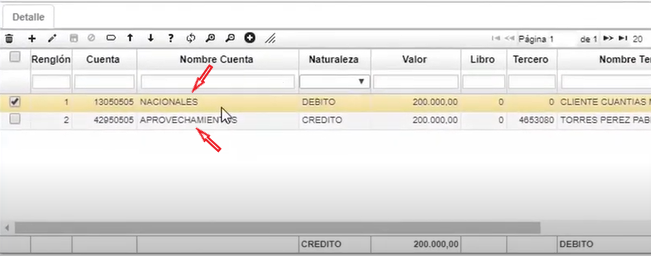 Detalle
Página 1 de 1 20
Renglón Cuenta Nombre Cuenta Naturaleza Valor Libro Tercero Nombre Ter
1 13050505 NACIONALES DEBITO 200.000,00 0 0 CLIENTE CUANTIAS
2 42950505 APROVECHAMIENTOS CREDITO 200.000,00 0 4653080 TORRES PEREZ PAB
CREDITO 200.000,00 DEBITO